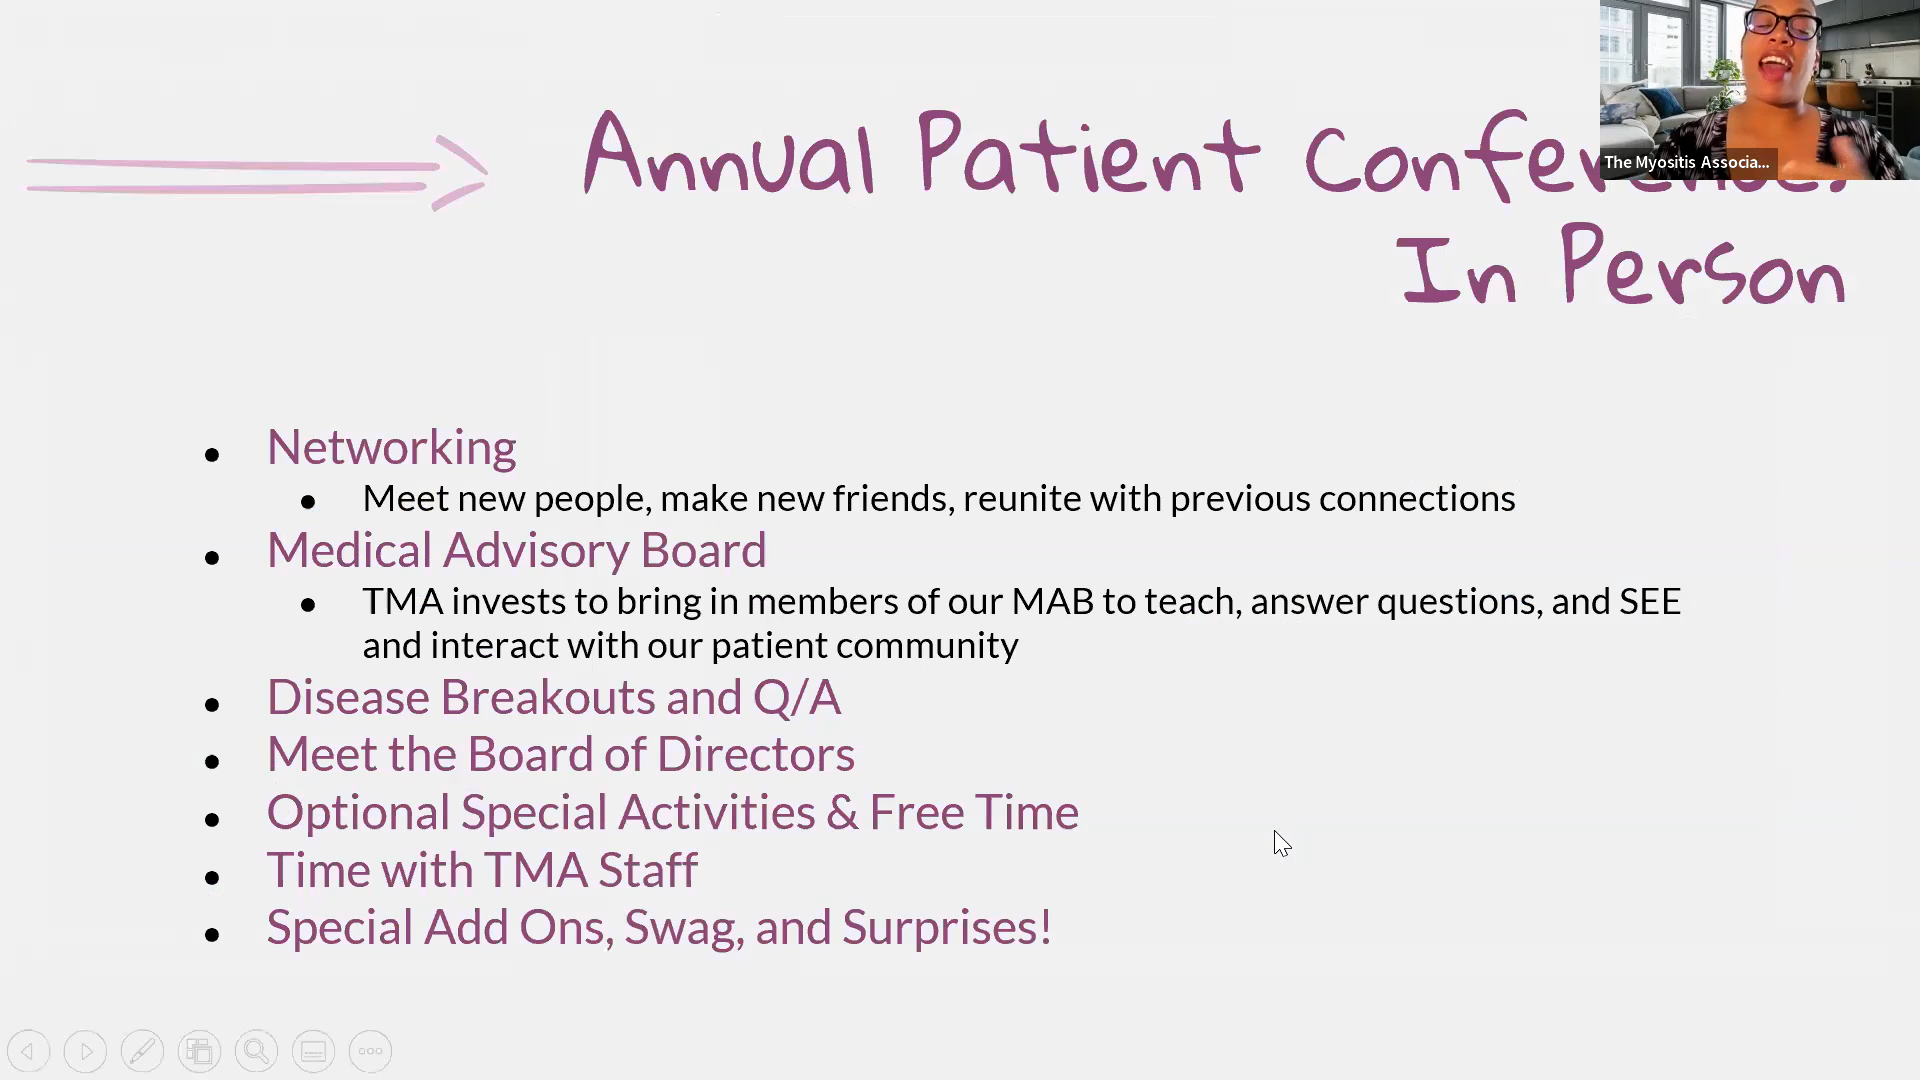 Annual Patient
In Person
The Myositis Associa...
Networking
Meet new people, make new friends, reunite with previous connections
Medical Advisory Board
TMA invests to bring in members of our MAB to teach, answer questions, and SEE
and interact with our patient community
Disease Breakouts and Q/A
Meet the Board of Directors
Optional Special Activities & Free Time
Time with TMA Staff
Special Add Ons, Swag, and Surprises!